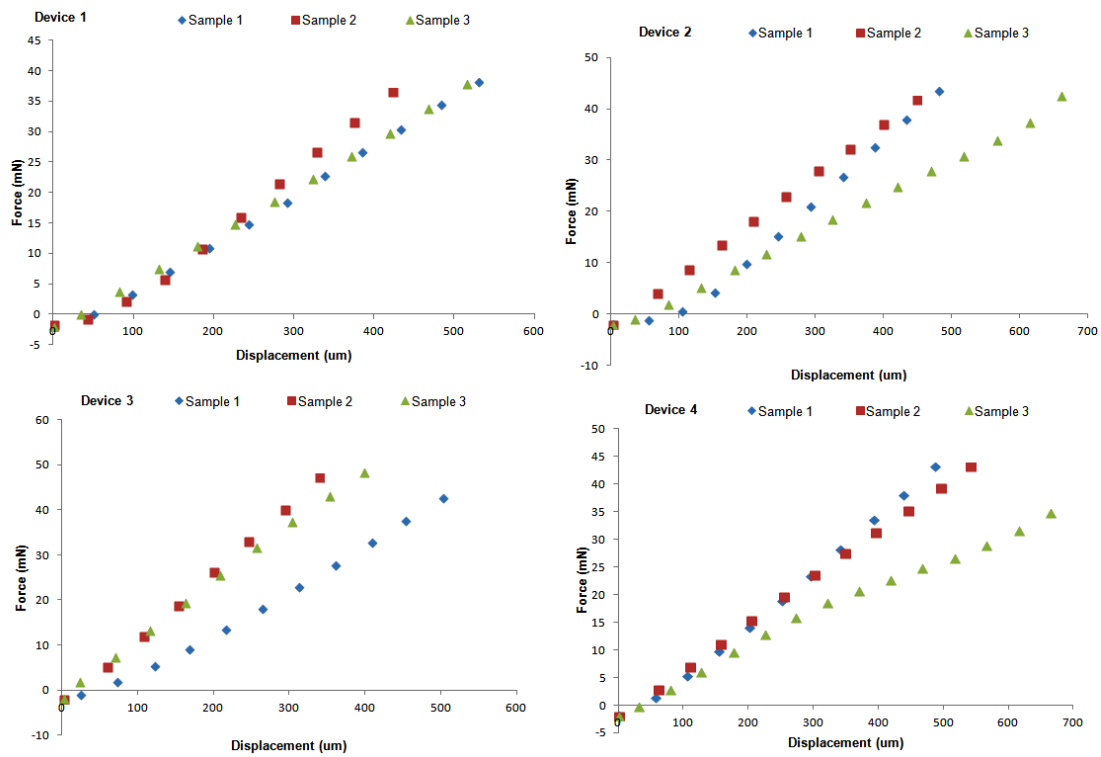 Device 1
Sample 1 Sample 2 Sample 3
45
40
35
30
25
20
15
10
5
0
-5
0 100 200 300 400 500 600
Force (mN)
Displacement (um)
Device 2
Sample 1 Sample 2 Sample 3
50
40
30
20
10
0
-10
0 100 200 300 400 500 600 700
Force (mN)
Displacement (um)
Device 3
Sample 1 Sample 2 Sample 3
60
50
40
30
20
10
0
-10
0 100 200 300 400 500 600
Force (mN)
Displacement (um)
Device 4
Sample 1 Sample 2 Sample 3
50
45
40
35
30
25
20
15
10
5
0
-5
0 100 200 300 400 500 600 700
Force (mN)
Displacement (um)